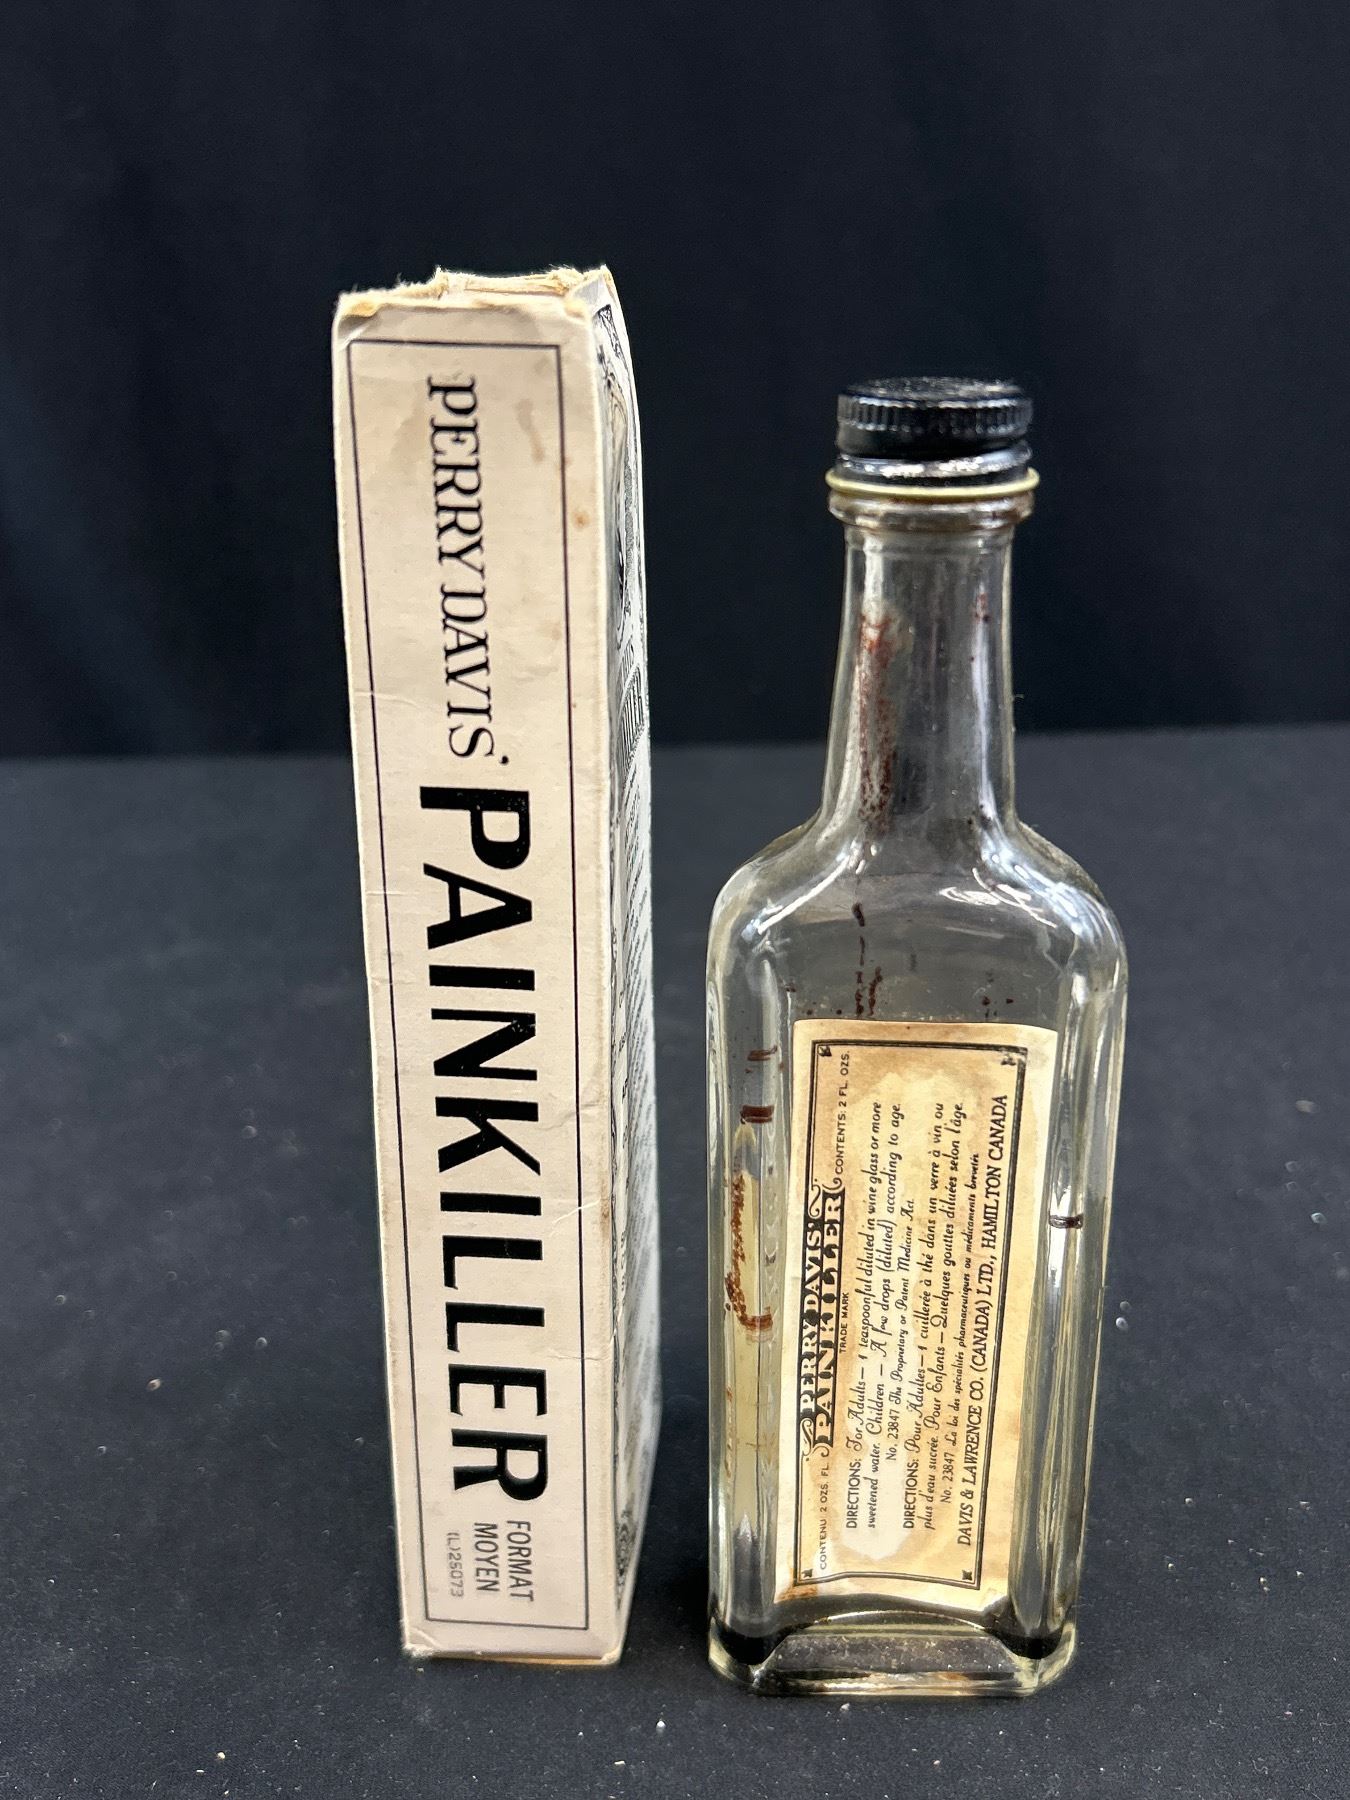 PERRY DAVIS' PAINKILLER
FORMAT
MOYEN
(L)25073
PERRY DAVIS'
CONTENU 2 OZS. FL. PAINKILLER CONTENTS: 2 FL. OZS.
TRADE MARK
DIRECTIONS: For Adults — 1 teaspoonful diluted in wine glass or more
sweetened water. Children — A few drops (diluted) according to age.
No. 23847 The Proprietary or Patent Medicine Act.
DIRECTIONS: Pour Adultes — 1 cuillerée à thé dans un verre à vin ou
plus d'eau sucrée. Pour Enfants — Quelques gouttes diluées selon l'âge.
No. 23847 La loi des spécialités pharmaceutiques ou médicaments brevetés.
DAVIS & LAWRENCE CO. (CANADA) LTD., HAMILTON CANADA